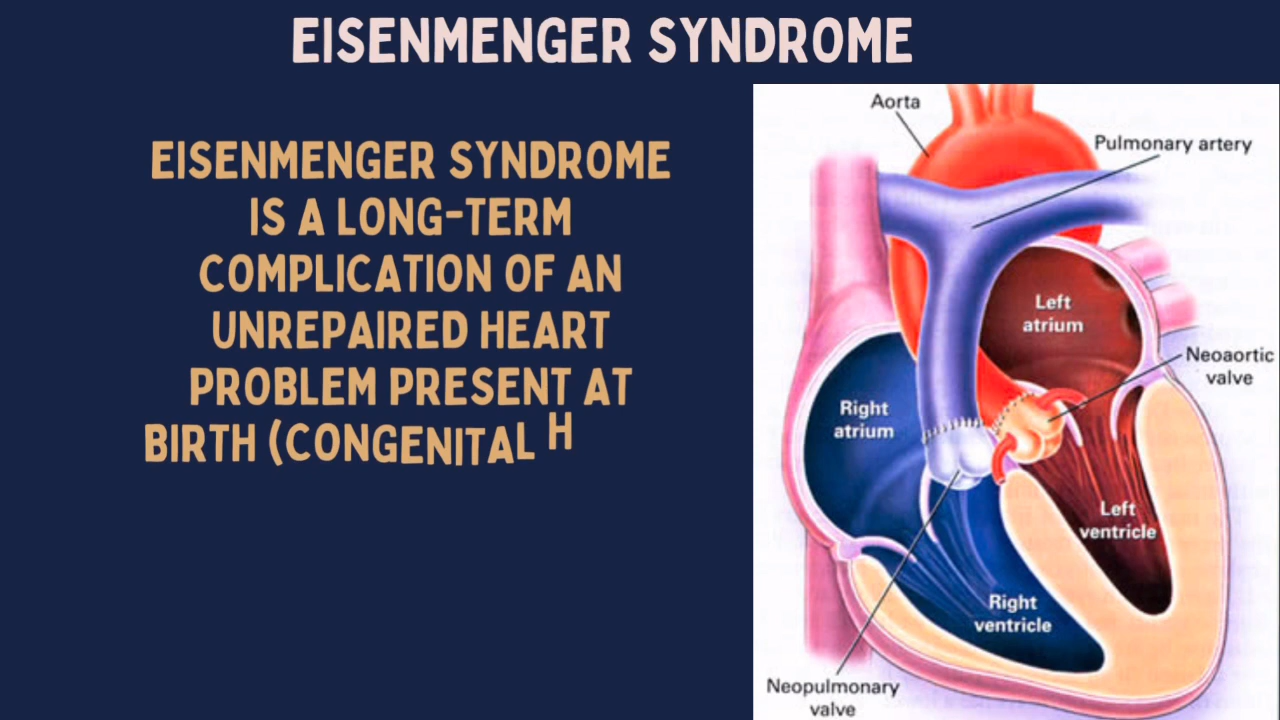 EISENMENGER SYNDROME
EISENMENGER SYNDROME
IS A LONG-TERM
COMPLICATION OF AN
UNREPAIRED HEART
PROBLEM PRESENT AT
BIRTH (CONGENITAL H
Aorta
Pulmonary artery
Left
atrium
Neoaortic
valve
Right
atrium
Left
ventricle
Right
ventricle
Neopulmonary
valve